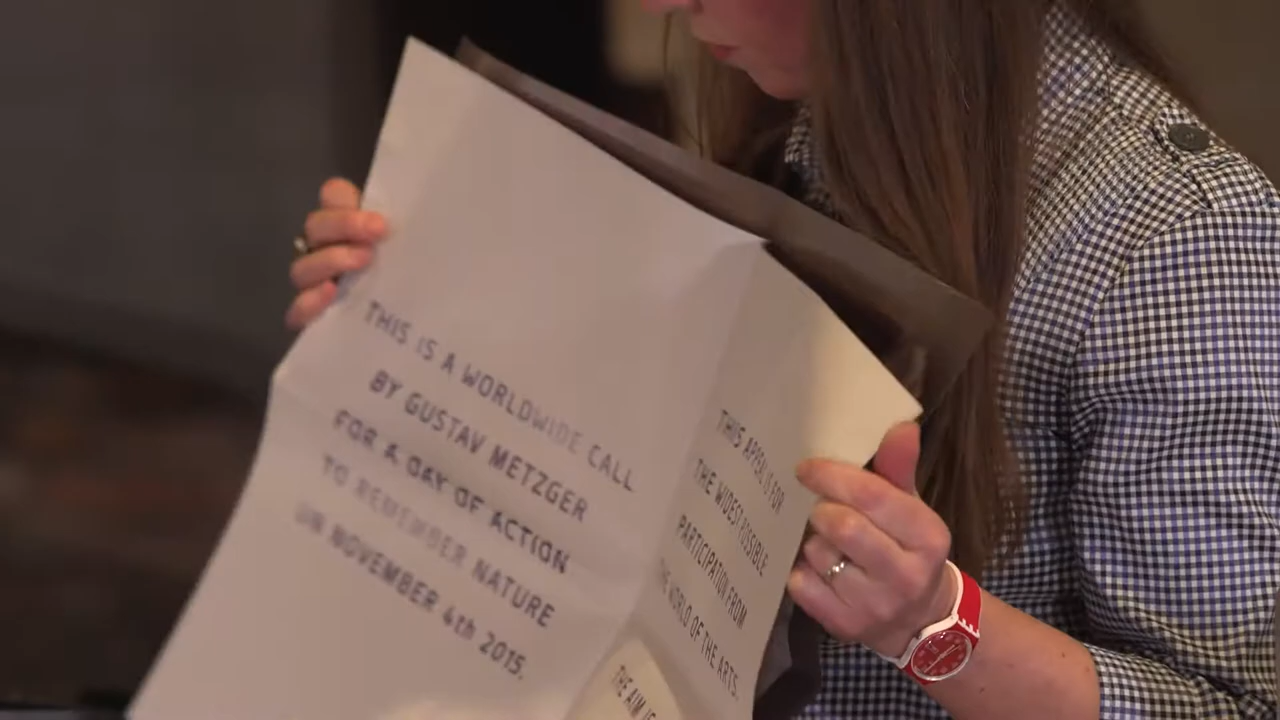 THIS IS A WORLDWIDE CALL
BY GUSTAV METZGER
FOR A DAY OF ACTION
TO REMEMBER NATURE
ON NOVEMBER 4th 2015.
THIS APPEAL IS FOR
THE WIDEST POSSIBLE
PARTICIPATION FROM
THE WORLD OF THE ARTS.
THE AIM IS